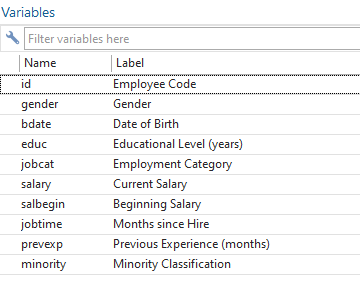 Variables
Filter variables here
Name Label
id Employee Code
gender Gender
bdate Date of Birth
educ Educational Level (years)
jobcat Employment Category
salary Current Salary
salbegin Beginning Salary
jobtime Months since Hire
prevexp Previous Experience (months)
minority Minority Classification